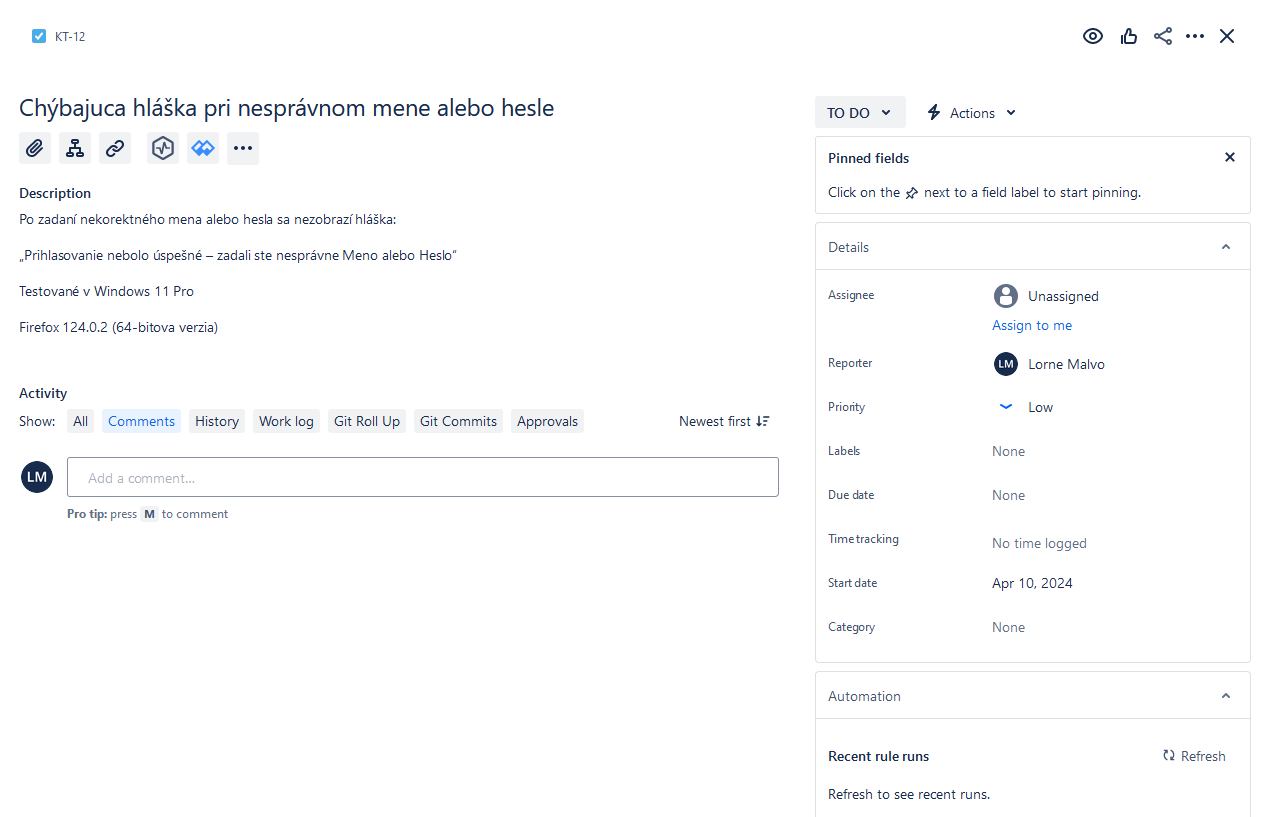 KT-12
Chýbajuca hláška pri nesprávnom mene alebo hesle
Description
Po zadaní nekorektného mena alebo hesla sa nezobrazí hláška:
„Prihlasovanie nebolo úspešné – zadali ste nesprávne Meno alebo Heslo“
Testované v Windows 11 Pro
Firefox 124.0.2 (64-bitova verzia)
Activity
Show: All Comments History Work log Git Roll Up Git Commits Approvals Newest first
LM Add a comment...
Pro tip: press M to comment
TO DO Actions
Pinned fields
Click on the next to a field label to start pinning.
Details
Assignee Unassigned
Assign to me
Reporter LM Lorne Malvo
Priority Low
Labels None
Due date None
Time tracking No time logged
Start date Apr 10, 2024
Category None
Automation
Recent rule runs Refresh
Refresh to see recent runs.